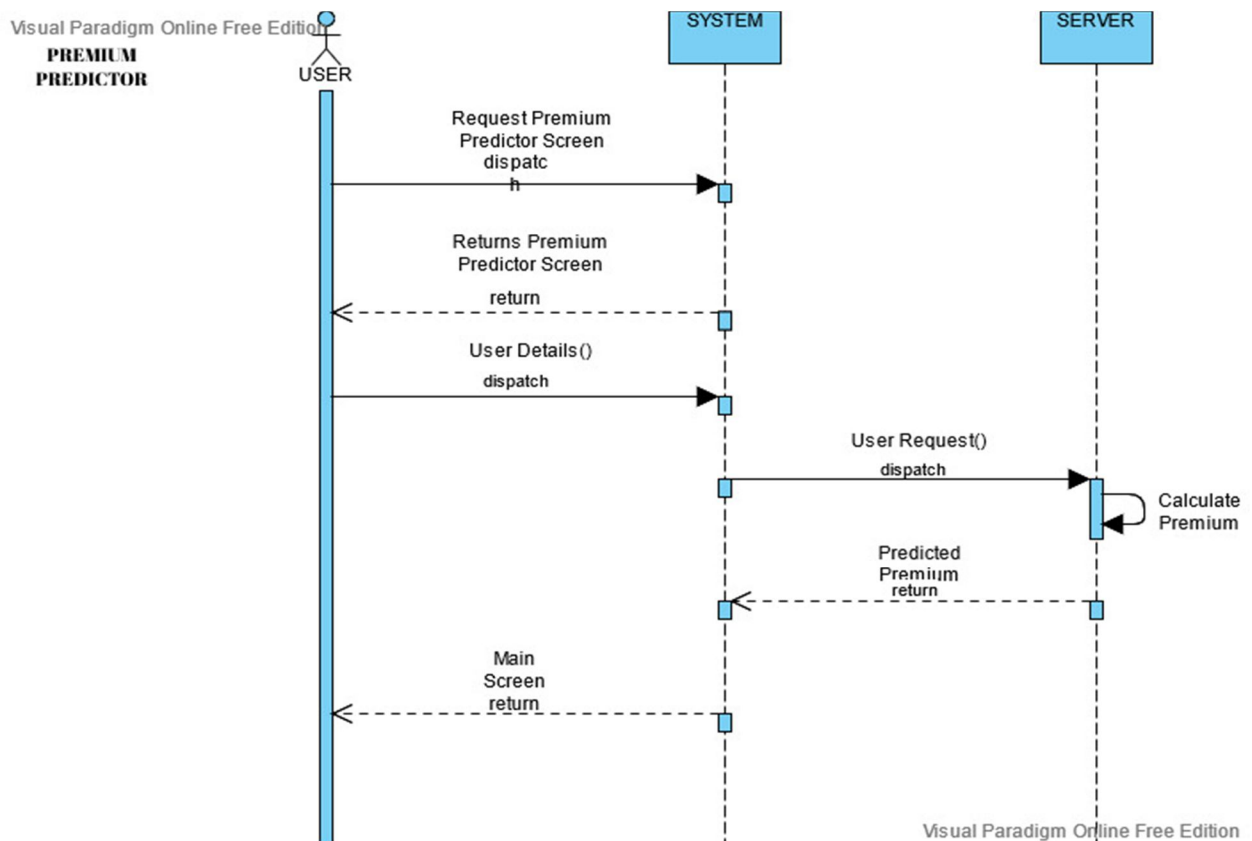 Visual Paradigm Online Free Edition
PREMIUM
PREDICTOR
USER
SYSTEM
SERVER
Request Premium
Predictor Screen
dispatc
h
Returns Premium
Predictor Screen
return
User Details()
dispatch
User Request()
dispatch
Calculate
Premium
Predicted
Premium
return
Main
Screen
return
Visual Paradigm Online Free Edition